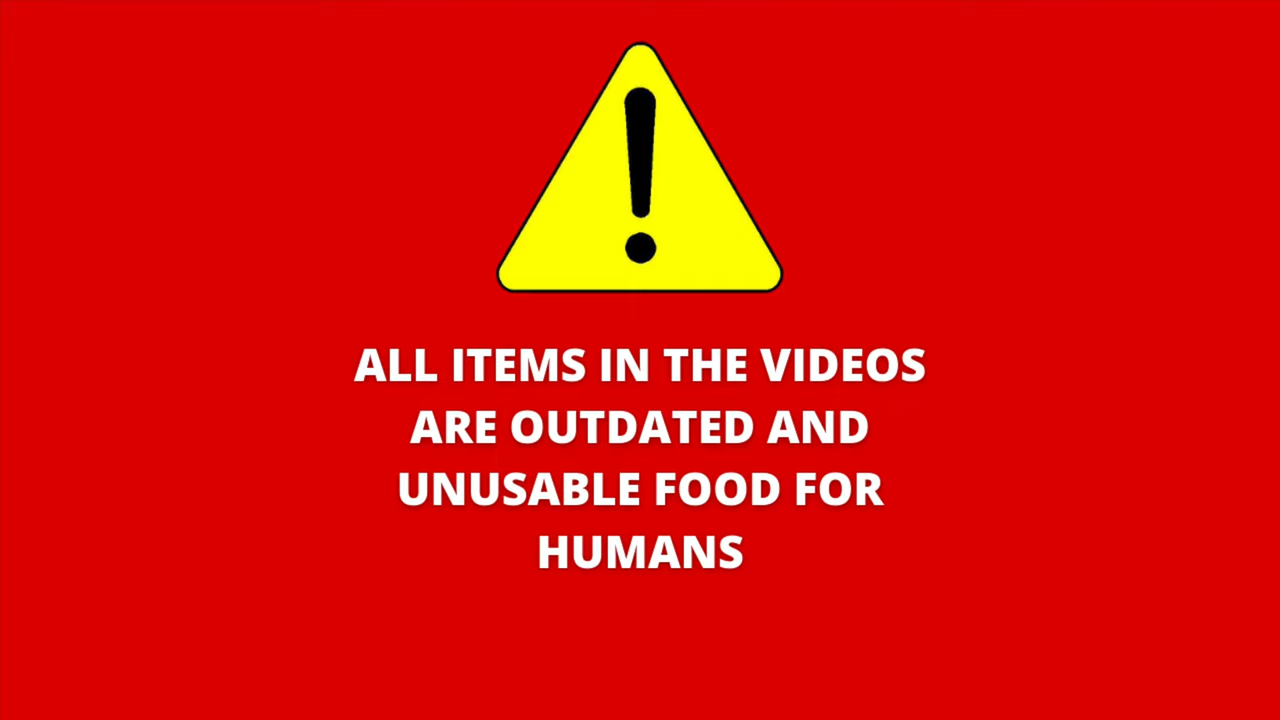 ALL ITEMS IN THE VIDEOS
ARE OUTDATED AND
UNUSABLE FOOD FOR
HUMANS